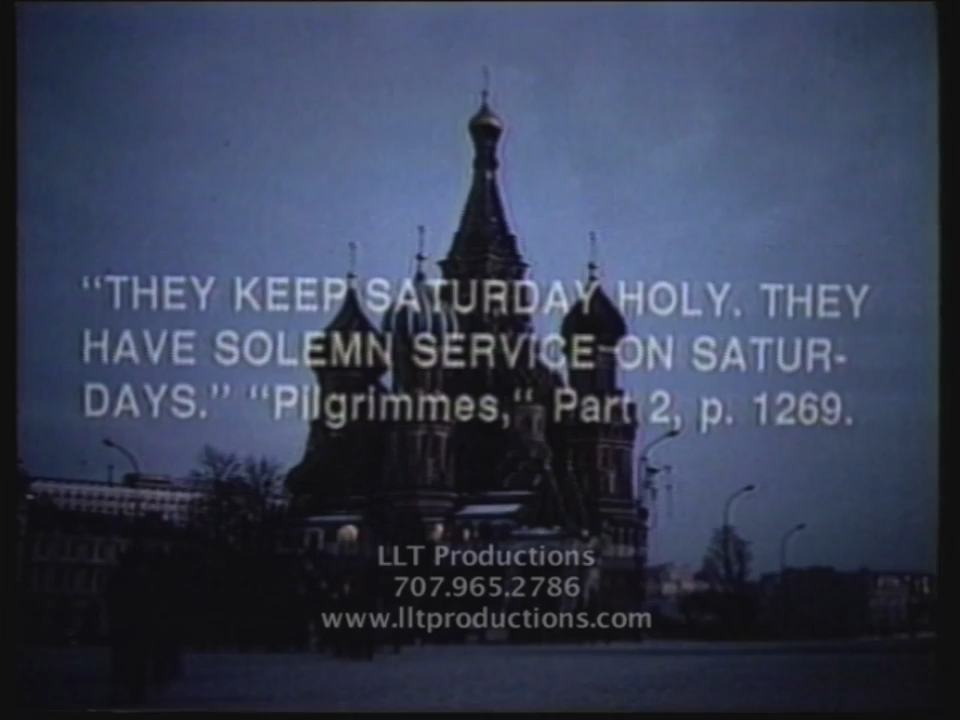 “THEY KEEP SATURDAY HOLY. THEY
HAVE SOLEMN SERVICE ON SATUR-
DAYS.” “Pilgrimmes,“ Part 2, p. 1269.
LLT Productions
707.965.2786
www.lltproductions.com